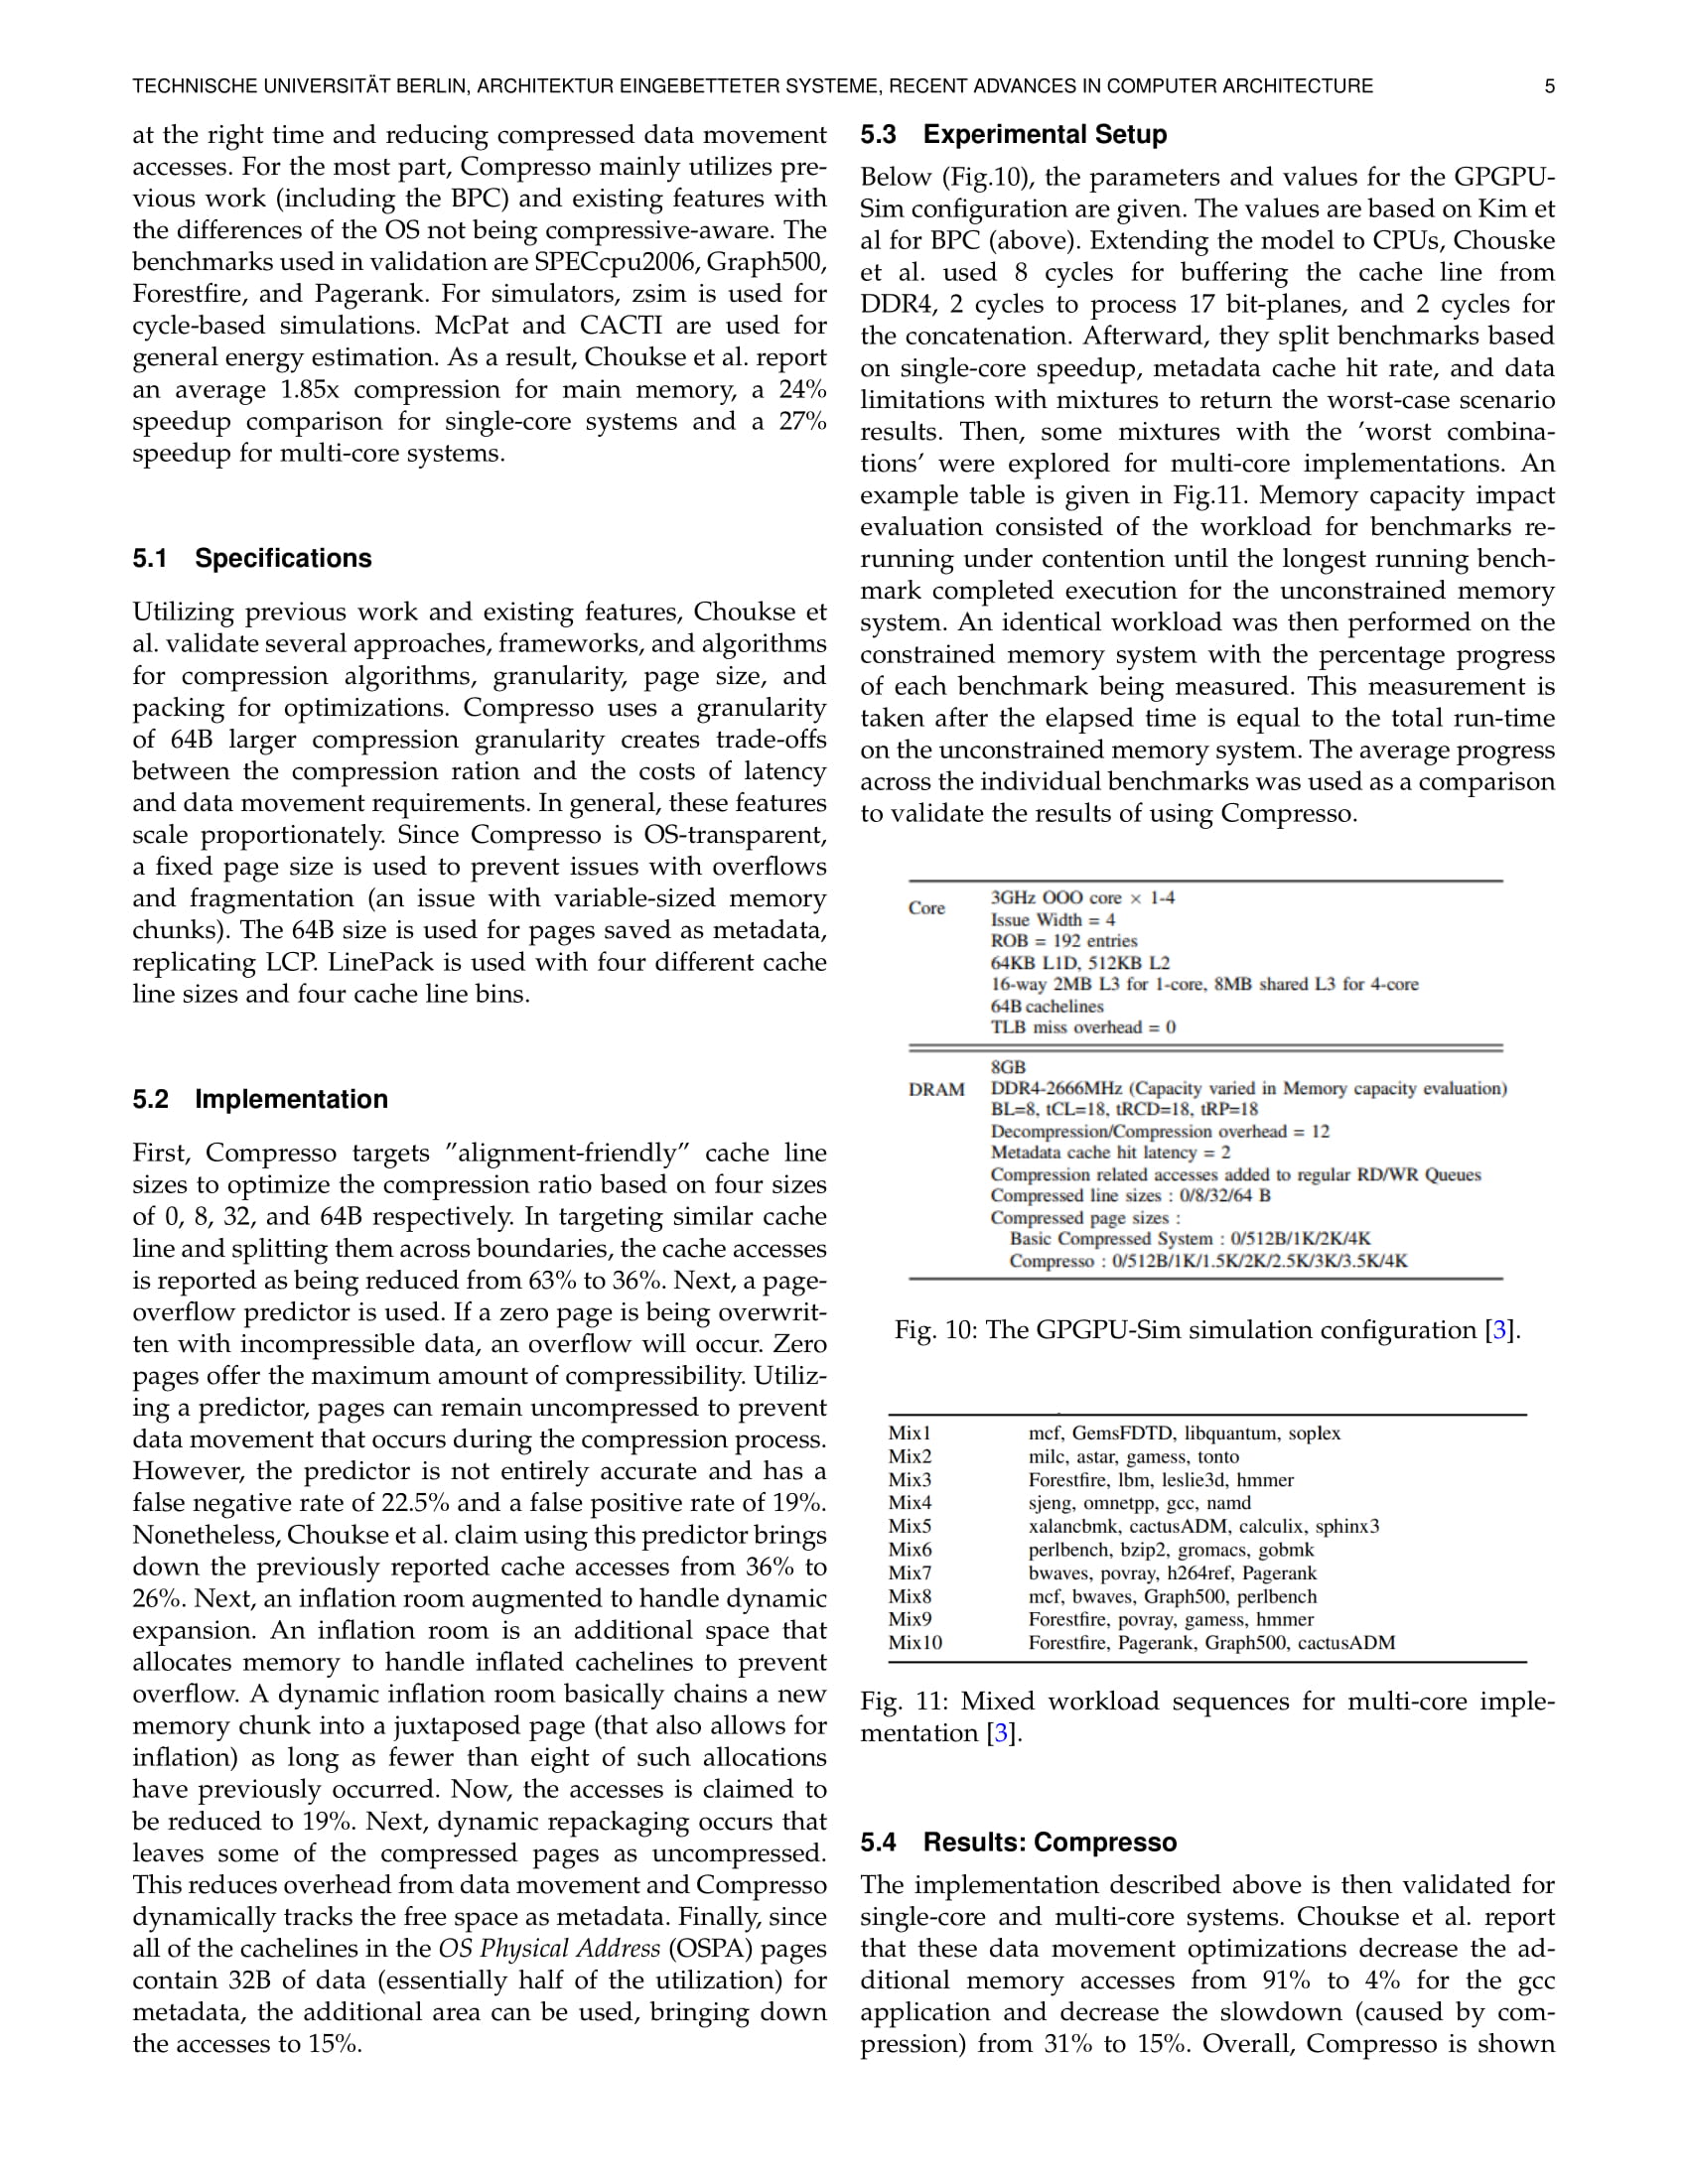 TECHNISCHE UNIVERSITÄT BERLIN, ARCHITEKTUR EINGEBETTETER SYSTEME, RECENT ADVANCES IN COMPUTER ARCHITECTURE 5
at the right time and reducing compressed data movement
accesses. For the most part, Compresso mainly utilizes pre-
vious work (including the BPC) and existing features with
the differences of the OS not being compressive-aware. The
benchmarks used in validation are SPECcpu2006, Graph500,
Forestfire, and Pagerank. For simulators, zsim is used for
cycle-based simulations. McPat and CACTI are used for
general energy estimation. As a result, Choukse et al. report
an average 1.85x compression for main memory, a 24%
speedup comparison for single-core systems and a 27%
speedup for multi-core systems.
5.1 Specifications
Utilizing previous work and existing features, Choukse et
al. validate several approaches, frameworks, and algorithms
for compression algorithms, granularity, page size, and
packing for optimizations. Compresso uses a granularity
of 64B larger compression granularity creates trade-offs
between the compression ration and the costs of latency
and data movement requirements. In general, these features
scale proportionately. Since Compresso is OS-transparent,
a fixed page size is used to prevent issues with overflows
and fragmentation (an issue with variable-sized memory
chunks). The 64B size is used for pages saved as metadata,
replicating LCP. LinePack is used with four different cache
line sizes and four cache line bins.
5.2 Implementation
First, Compresso targets ”alignment-friendly” cache line
sizes to optimize the compression ratio based on four sizes
of 0, 8, 32, and 64B respectively. In targeting similar cache
line and splitting them across boundaries, the cache accesses
is reported as being reduced from 63% to 36%. Next, a page-
overflow predictor is used. If a zero page is being overwrit-
ten with incompressible data, an overflow will occur. Zero
pages offer the maximum amount of compressibility. Utiliz-
ing a predictor, pages can remain uncompressed to prevent
data movement that occurs during the compression process.
However, the predictor is not entirely accurate and has a
false negative rate of 22.5% and a false positive rate of 19%.
Nonetheless, Choukse et al. claim using this predictor brings
down the previously reported cache accesses from 36% to
26%. Next, an inflation room augmented to handle dynamic
expansion. An inflation room is an additional space that
allocates memory to handle inflated cachelines to prevent
overflow. A dynamic inflation room basically chains a new
memory chunk into a juxtaposed page (that also allows for
inflation) as long as fewer than eight of such allocations
have previously occurred. Now, the accesses is claimed to
be reduced to 19%. Next, dynamic repackaging occurs that
leaves some of the compressed pages as uncompressed.
This reduces overhead from data movement and Compresso
dynamically tracks the free space as metadata. Finally, since
all of the cachelines in the OS Physical Address (OSPA) pages
contain 32B of data (essentially half of the utilization) for
metadata, the additional area can be used, bringing down
the accesses to 15%.
5.3 Experimental Setup
Below (Fig.10), the parameters and values for the GPGPU-
Sim configuration are given. The values are based on Kim et
al for BPC (above). Extending the model to CPUs, Chouske
et al. used 8 cycles for buffering the cache line from
DDR4, 2 cycles to process 17 bit-planes, and 2 cycles for
the concatenation. Afterward, they split benchmarks based
on single-core speedup, metadata cache hit rate, and data
limitations with mixtures to return the worst-case scenario
results. Then, some mixtures with the ’worst combina-
tions’ were explored for multi-core implementations. An
example table is given in Fig.11. Memory capacity impact
evaluation consisted of the workload for benchmarks re-
running under contention until the longest running bench-
mark completed execution for the unconstrained memory
system. An identical workload was then performed on the
constrained memory system with the percentage progress
of each benchmark being measured. This measurement is
taken after the elapsed time is equal to the total run-time
on the unconstrained memory system. The average progress
across the individual benchmarks was used as a comparison
to validate the results of using Compresso.
Core
3GHz OOO core × 1-4
Issue Width = 4
ROB = 192 entries
64KB L1D, 512KB L2
16-way 2MB L3 for 1-core, 8MB shared L3 for 4-core
64B cachelines
TLB miss overhead = 0
DRAM
8GB
DDR4-2666MHz (Capacity varied in Memory capacity evaluation)
BL=8, tCL=18, tRCD=18, tRP=18
Decompression/Compression overhead = 12
Metadata cache hit latency = 2
Compression related accesses added to regular RD/WR Queues
Compressed line sizes : 0/8/32/64 B
Compressed page sizes :
Basic Compressed System : 0/512B/1K/2K/4K
Compresso : 0/512B/1K/1.5K/2K/2.5K/3K/3.5K/4K
Fig. 10: The GPGPU-Sim simulation configuration [3].
Mix1 mcf, GemsFDTD, libquantum, soplex
Mix2 milc, astar, gamess, tonto
Mix3 Forestfire, lbm, leslie3d, hmmer
Mix4 sjeng, omnetpp, gcc, namd
Mix5 xalancbmk, cactusADM, calculix, sphinx3
Mix6 perlbench, bzip2, gromacs, gobmk
Mix7 bwaves, povray, h264ref, Pagerank
Mix8 mcf, bwaves, Graph500, perlbench
Mix9 Forestfire, povray, gamess, hmmer
Mix10 Forestfire, Pagerank, Graph500, cactusADM
Fig. 11: Mixed workload sequences for multi-core imple-
mentation [3].
5.4 Results: Compresso
The implementation described above is then validated for
single-core and multi-core systems. Choukse et al. report
that these data movement optimizations decrease the ad-
ditional memory accesses from 91% to 4% for the gcc
application and decrease the slowdown (caused by com-
pression) from 31% to 15%. Overall, Compresso is shown